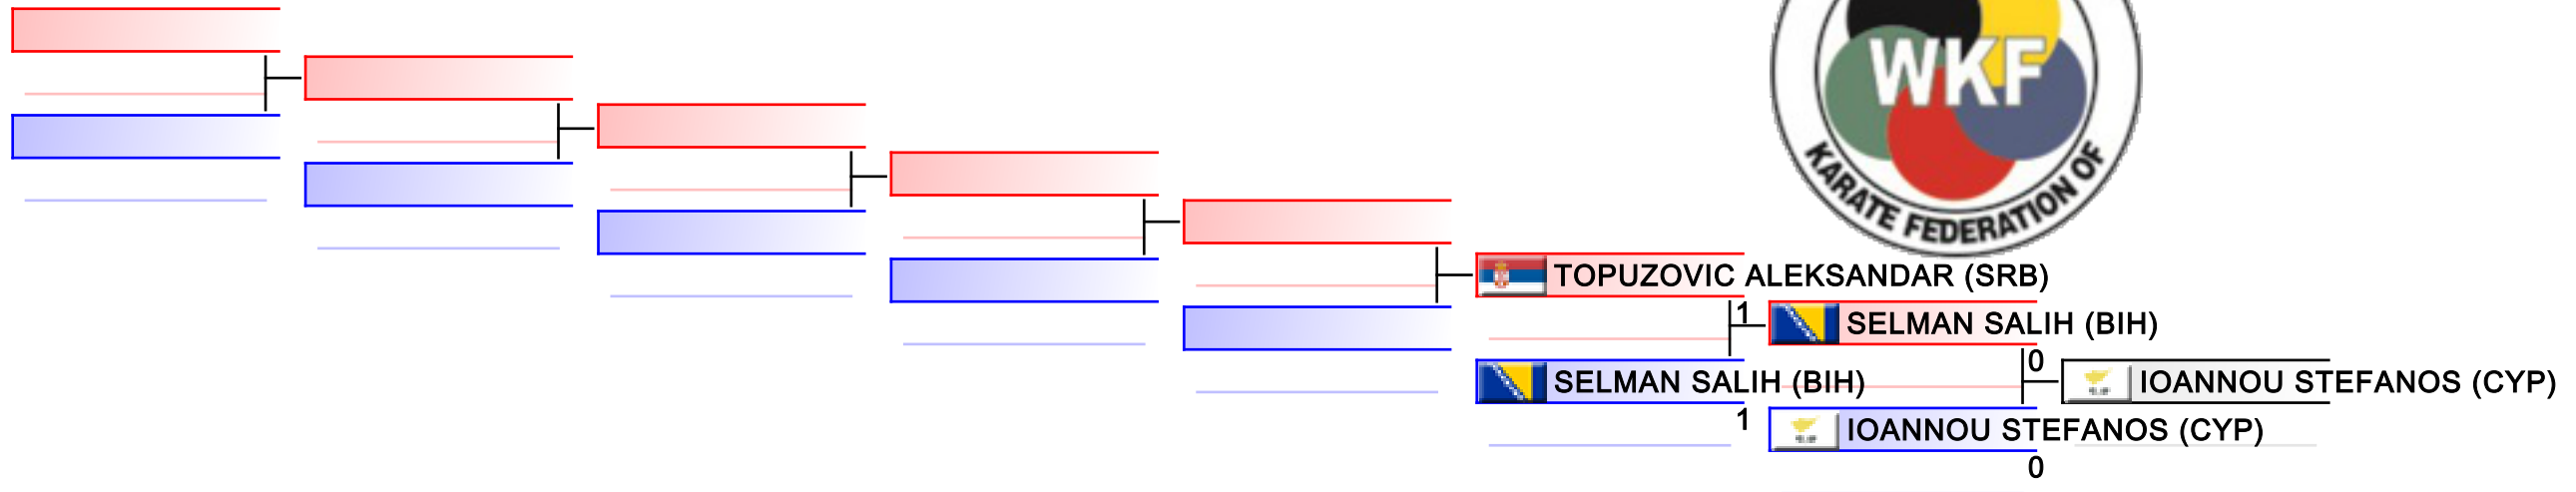 WKF
KARATE FEDERATION OF
TOPUZOVIC ALEKSANDAR (SRB)
1
SELMAN SALIH (BIH)
0
SELMAN SALIH (BIH)
IOANNOU STEFANOS (CYP)
1
IOANNOU STEFANOS (CYP)
0